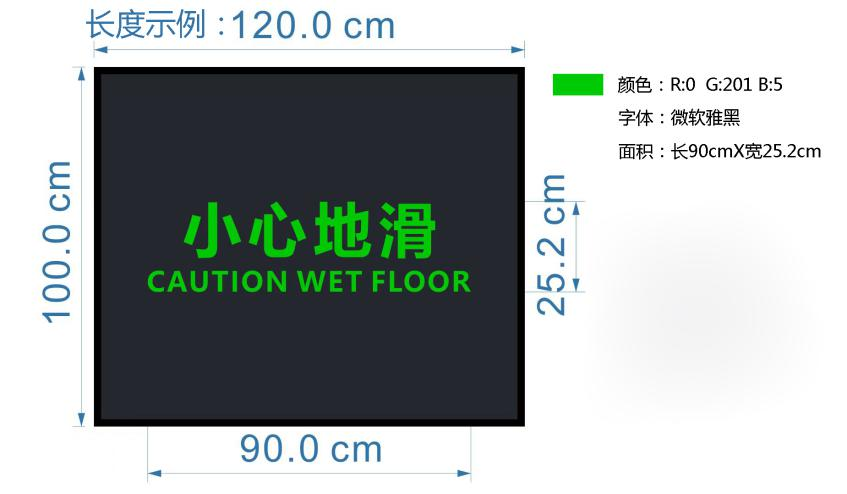 长度示例：120.0 cm
颜色：R:0 G:201 B:5
字体：微软雅黑
面积：长90cmX宽25.2cm
100.0 cm
小心地滑
CAUTION WET FLOOR
25.2 cm
90.0 cm